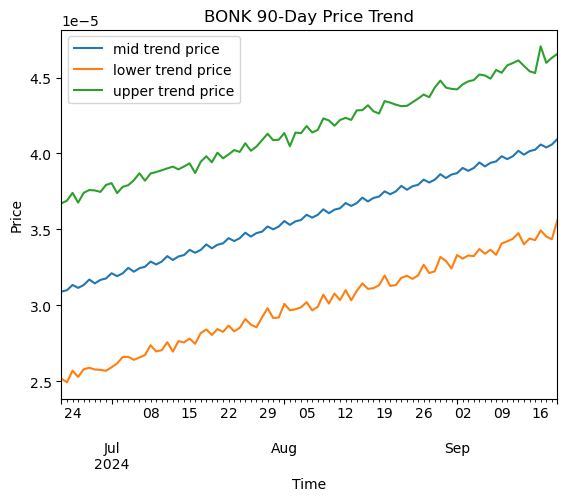 BONK 90-Day Price Trend
1e−5
mid trend price
lower trend price
upper trend price
4.5
4.0
3.5
3.0
2.5
Price
24 08 15 22 29 05 12 19 26 02 09 16
Jul Aug Sep
2024
Time